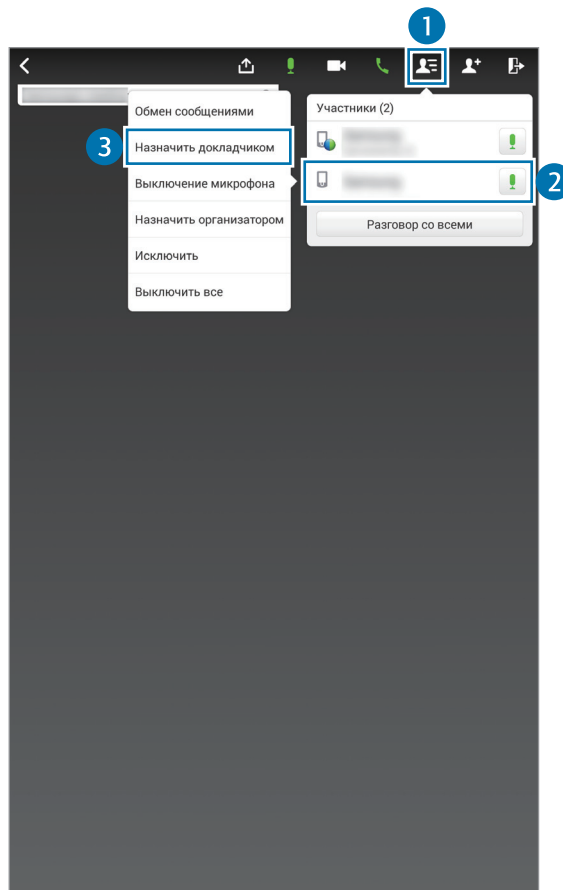 1
Обмен сообщениями
3
Назначить докладчиком
Выключение микрофона
Назначить организатором
Исключить
Выключить все
Участники (2)
2
Разговор со всеми